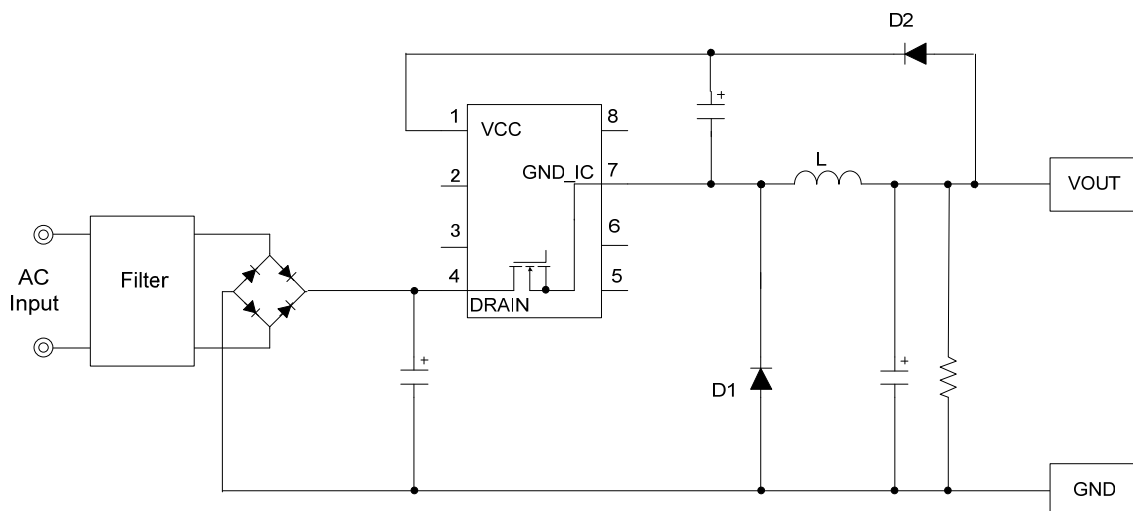 D2
1
VCC
8
GND_IC
7
L
VOUT
2
3
6
AC
Input
Filter
4
5
DRAIN
+
+
+
D1
GND